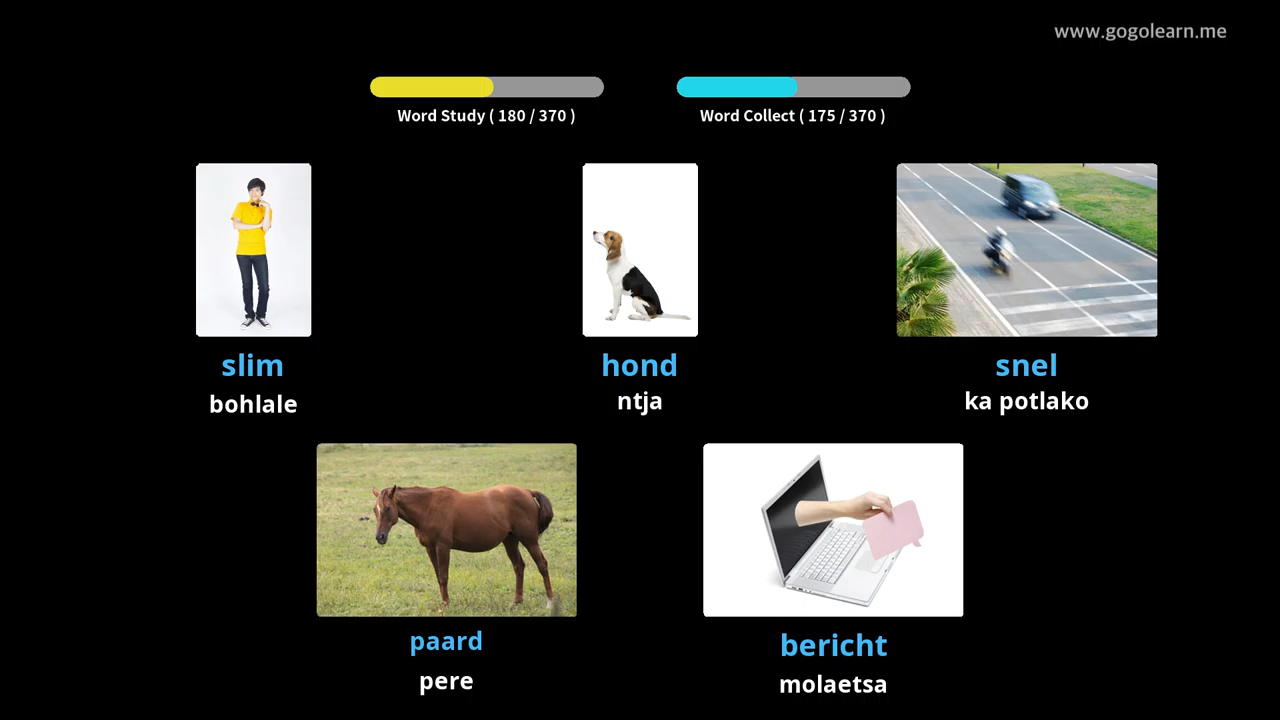 www.gogolearn.me
Word Study ( 180 / 370 )
Word Collect ( 175 / 370 )
slim
bohlale
hond
ntja
snel
ka potlako
paard
pere
bericht
molaetsa